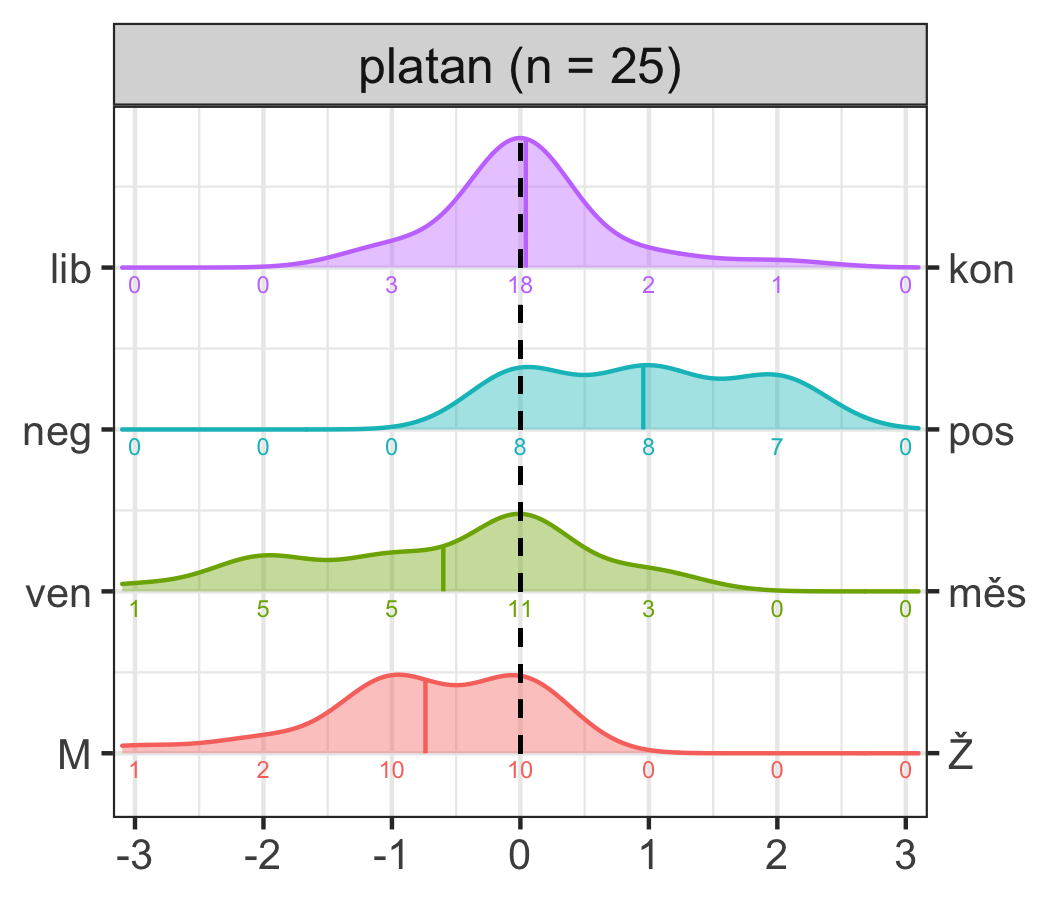 platan (n = 25)
lib kon
0 0 3 18 2 1 0
neg pos
0 0 0 8 8 7 0
ven měs
1 5 5 11 3 0 0
M Ž
1 2 10 10 0 0 0
-3 -2 -1 0 1 2 3